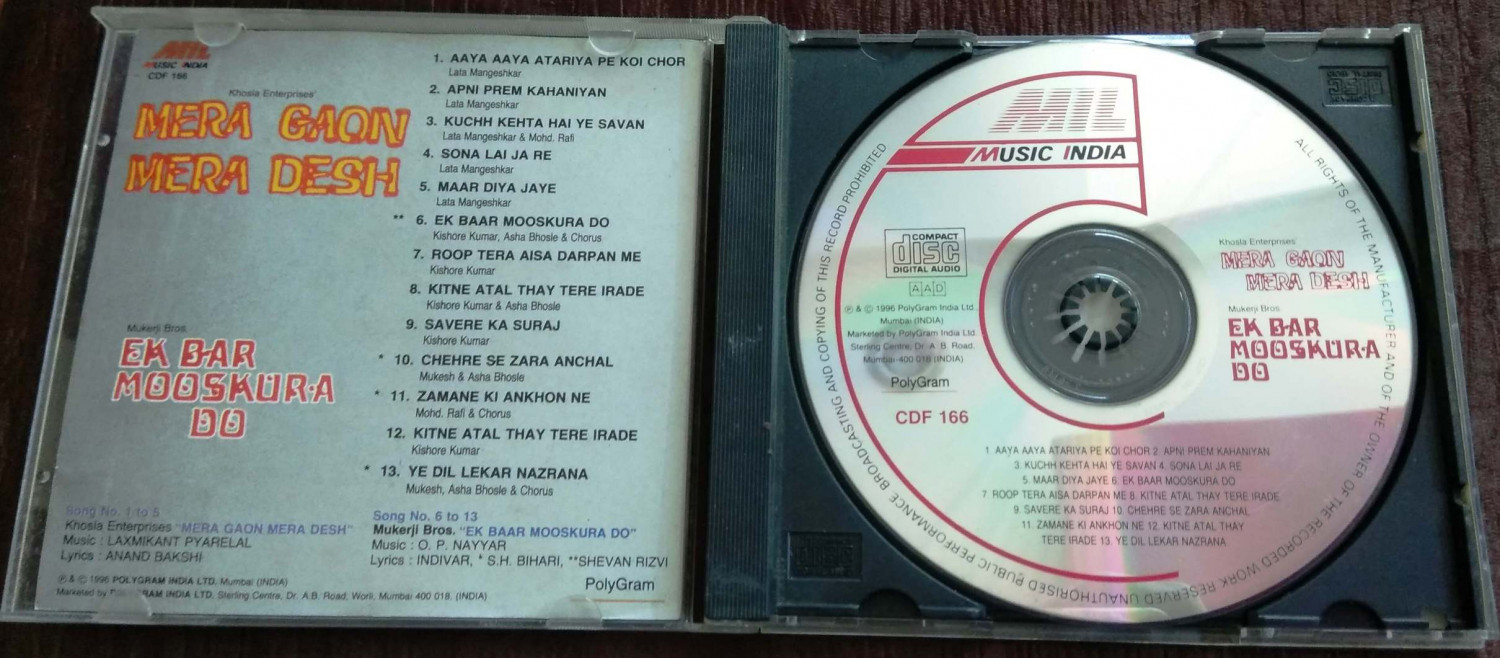 MIL
MUSIC INDIA
CDF 166
Khosla Enterprises'
MERA GAON
MERA DESH
Mukerji Bros.
EK BAR
MOOSKURA
DO
1. AAYA AAYA ATARIYA PE KOI CHOR
Lata Mangeshkar
2. APNI PREM KAHANIYAN
Lata Mangeshkar
3. KUCHH KEHTA HAI YE SAVAN
Lata Mangeshkar & Mohd. Rafi
4. SONA LAI JA RE
Lata Mangeshkar
5. MAAR DIYA JAYE
Lata Mangeshkar
** 6. EK BAAR MOOSKURA DO
Kishore Kumar, Asha Bhosle & Chorus
7. ROOP TERA AISA DARPAN ME
Kishore Kumar
8. KITNE ATAL THAY TERE IRADE
Kishore Kumar & Asha Bhosle
9. SAVERE KA SURAJ
Kishore Kumar
* 10. CHEHRE SE ZARA ANCHAL
Mukesh & Asha Bhosle
* 11. ZAMANE KI ANKHON NE
Mohd. Rafi & Chorus
12. KITNE ATAL THAY TERE IRADE
Kishore Kumar
* 13. YE DIL LEKAR NAZRANA
Mukesh, Asha Bhosle & Chorus
Song No. 1 to 5
Khosla Enterprises "MERA GAON MERA DESH"
Music : LAXMIKANT PYARELAL
Lyrics : ANAND BAKSHI
Song No. 6 to 13
Mukerji Bros. "EK BAAR MOOSKURA DO"
Music : O. P. NAYYAR
Lyrics : INDIVAR, * S.H. BIHARI, **SHEVAN RIZVI
℗ & © 1996 POLYGRAM INDIA LTD. Mumbai (INDIA)
Marketed by POLYGRAM INDIA LTD. Sterling Centre, Dr. A.B. Road, Worli, Mumbai 400 018. (INDIA)
PolyGram
MIL
MUSIC INDIA
COMPACT
disc
DIGITAL AUDIO
AAD
℗ & © 1996 PolyGram India Ltd.
Mumbai (INDIA)
Marketed by PolyGram India Ltd.
Sterling Centre, Dr. A.B. Road,
Mumbai-400 018 (INDIA)
PolyGram
CDF 166
Khosla Enterprises'
MERA GAON
MERA DESH
Mukerji Bros.
EK BAR
MOOSKURA
DO
1. AAYA AAYA ATARIYA PE KOI CHOR 2. APNI PREM KAHANIYAN
3. KUCHH KEHTA HAI YE SAVAN 4. SONA LAI JA RE
5. MAAR DIYA JAYE 6. EK BAAR MOOSKURA DO
7 ROOP TERA AISA DARPAN ME 8. KITNE ATAL THAY TERE IRADE
9. SAVERE KA SURAJ 10. CHEHRE SE ZARA ANCHAL
11. ZAMANE KI ANKHON NE 12. KITNE ATAL THAY
TERE IRADE 13. YE DIL LEKAR NAZRANA
ALL RIGHTS OF THE MANUFACTURER AND OF THE OWNER OF THE RECORDED WORK RESERVED UNAUTHORISED PUBLIC PERFORMANCE BROADCASTING AND COPYING OF THIS RECORD PROHIBITED